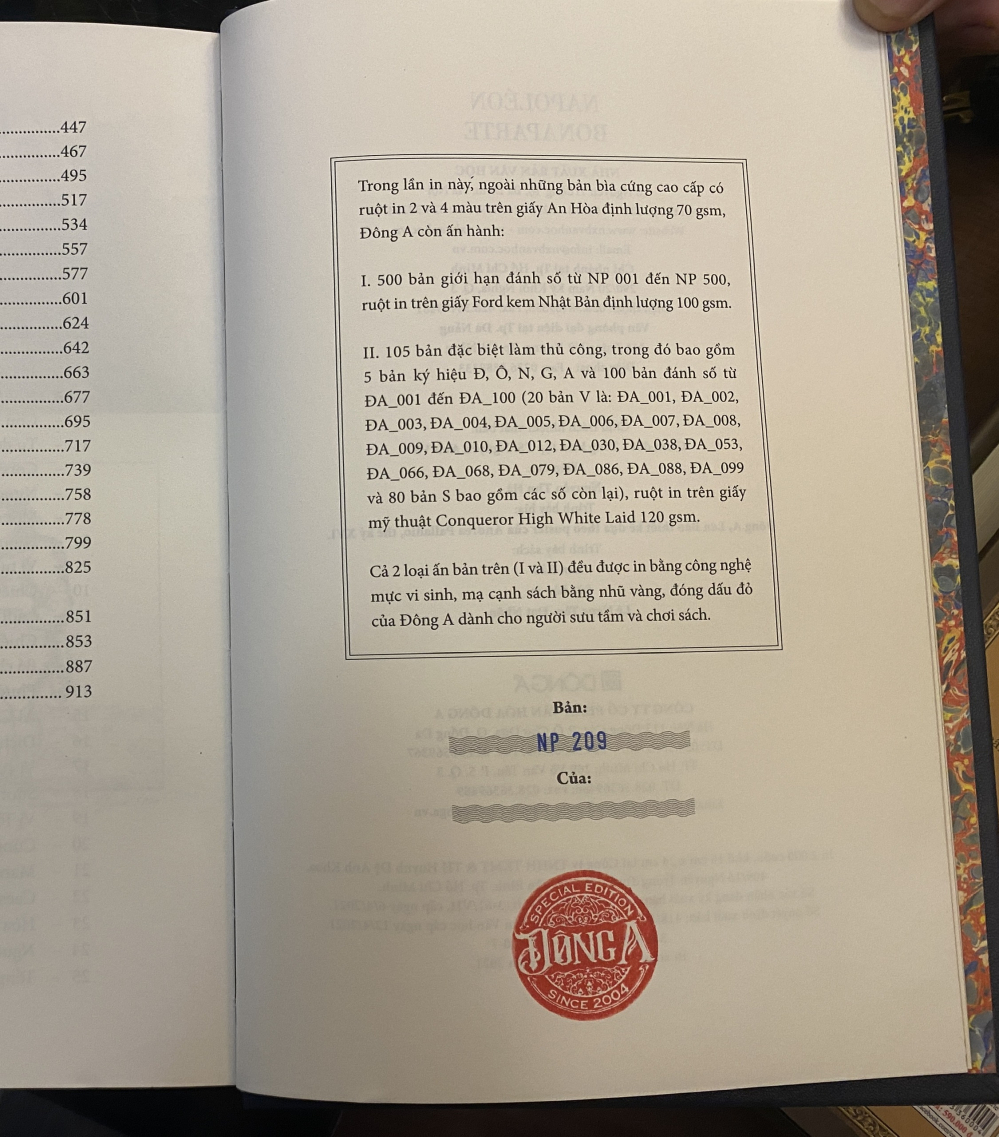 ...............447
...............467
...............495
...............517
...............534
...............557
...............577
...............601
...............624
...............642
...............663
...............677
...............695
...............717
...............739
...............758
...............778
...............799
...............825
...............851
...............853
...............887
...............913
NAPOLÉON
BONAPARTE
Trong lần in này, ngoài những bản bìa cứng cao cấp có
ruột in 2 và 4 màu trên giấy An Hòa định lượng 70 gsm,
Đông A còn ấn hành:
I. 500 bản giới hạn đánh số từ NP 001 đến NP 500,
ruột in trên giấy Ford kem Nhật Bản định lượng 100 gsm.
II. 105 bản đặc biệt làm thủ công, trong đó bao gồm
5 bản ký hiệu Đ, Ô, N, G, A và 100 bản đánh số từ
ĐA_001 đến ĐA_100 (20 bản V là: ĐA_001, ĐA_002,
ĐA_003, ĐA_004, ĐA_005, ĐA_006, ĐA_007, ĐA_008,
ĐA_009, ĐA_010, ĐA_012, ĐA_030, ĐA_038, ĐA_053,
ĐA_066, ĐA_068, ĐA_079, ĐA_086, ĐA_088, ĐA_099
và 80 bản S bao gồm các số còn lại), ruột in trên giấy
mỹ thuật Conqueror High White Laid 120 gsm.
Cả 2 loại ấn bản trên (I và II) đều được in bằng công nghệ
mực vi sinh, mạ cạnh sách bằng nhũ vàng, đóng dấu đỏ
của Đông A dành cho người sưu tầm và chơi sách.
Bản:
NP 209
Của:
SPECIAL EDITION
ĐÔNG A
SINCE 2004